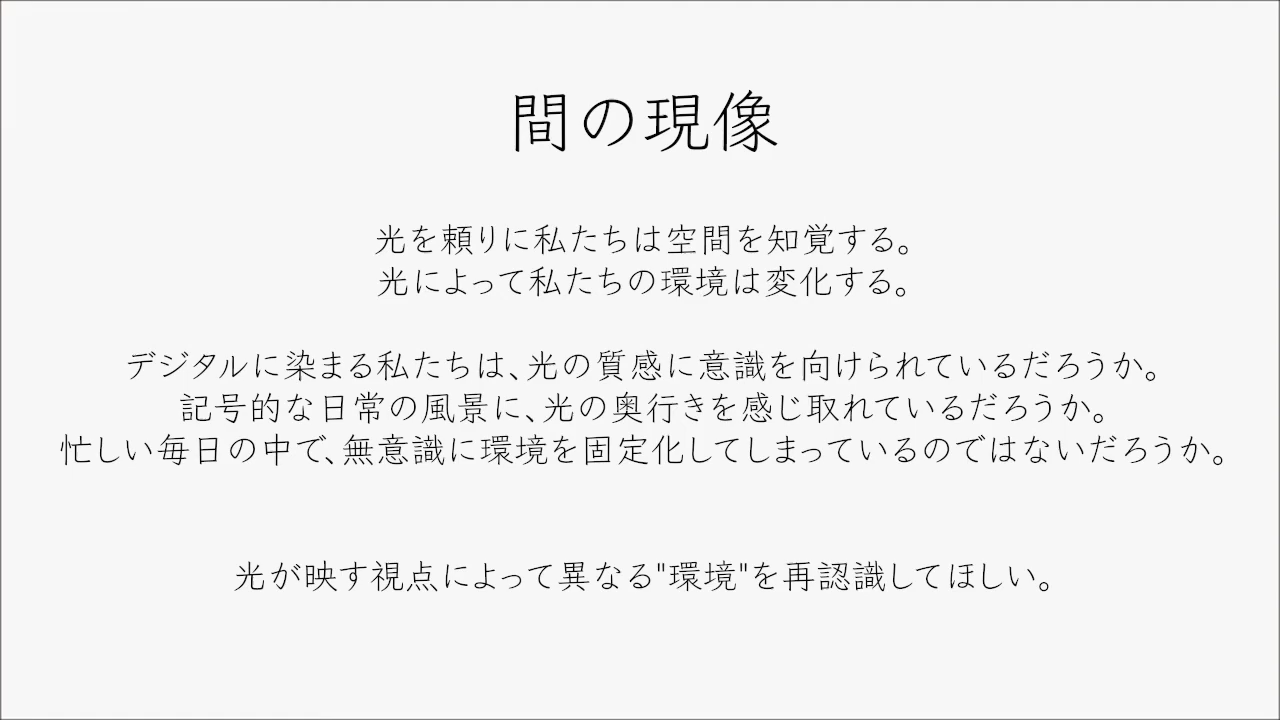 間の現像
光を頼りに私たちは空間を知覚する。
光によって私たちの環境は変化する。
デジタルに染まる私たちは、光の質感に意識を向けられているだろうか。
記号的な日常の風景に、光の奥行きを感じ取れているだろうか。
忙しい毎日の中で、無意識に環境を固定化してしまっているのではないだろうか。
光が映す視点によって異なる"環境"を再認識してほしい。